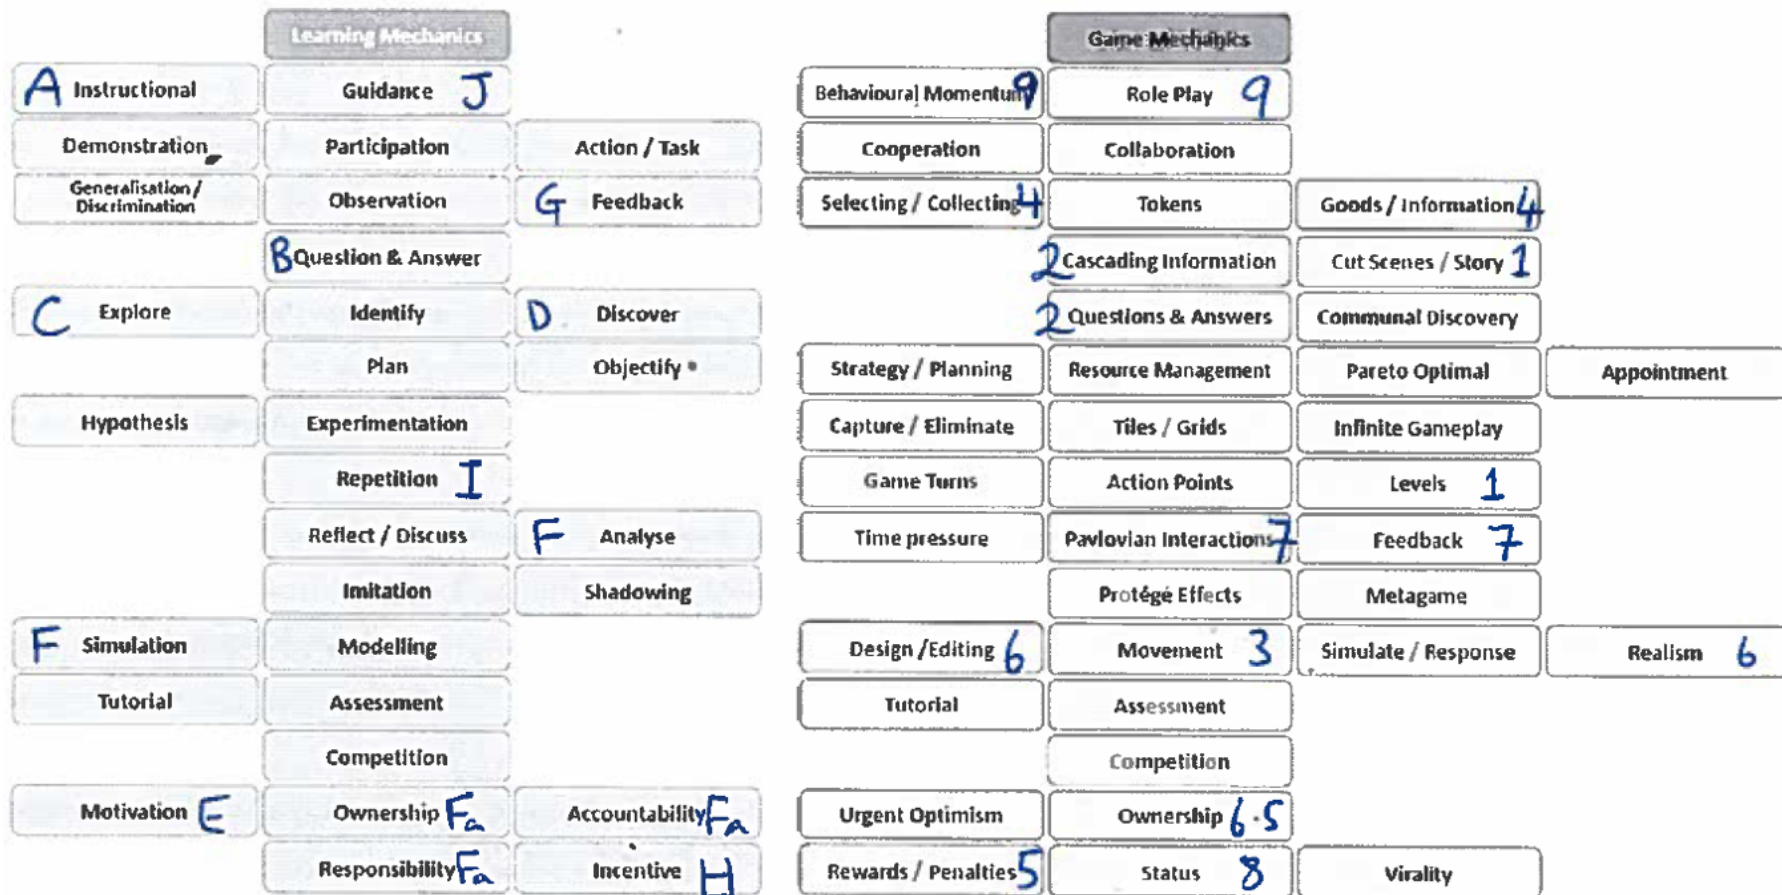 Learning Mechanics Game Mechanics
A Instructional Guidance J Behavioural Momentum 9 Role Play 9
Demonstration Participation Action / Task Cooperation Collaboration
Generalisation / Discrimination Observation G Feedback Selecting / Collecting 4 Tokens Goods / Information 4
B Question & Answer 2 Cascading Information Cut Scenes / Story 1
C Explore Identify D Discover 2 Questions & Answers Communal Discovery
Plan Objectify Strategy / Planning Resource Management Pareto Optimal Appointment
Hypothesis Experimentation Capture / Eliminate Tiles / Grids Infinite Gameplay
Repetition I Game Turns Action Points Levels 1
Reflect / Discuss F Analyse Time pressure Pavlovian Interactions 7 Feedback 7
Imitation Shadowing Protégé Effects Metagame
F Simulation Modelling Design / Editing 6 Movement 3 Simulate / Response Realism 6
Tutorial Assessment Tutorial Assessment
Competition Competition
Motivation E Ownership Fa Accountability Fa Urgent Optimism Ownership 6.5
Responsibility Fa Incentive H Rewards / Penalties 5 Status 8 Virality